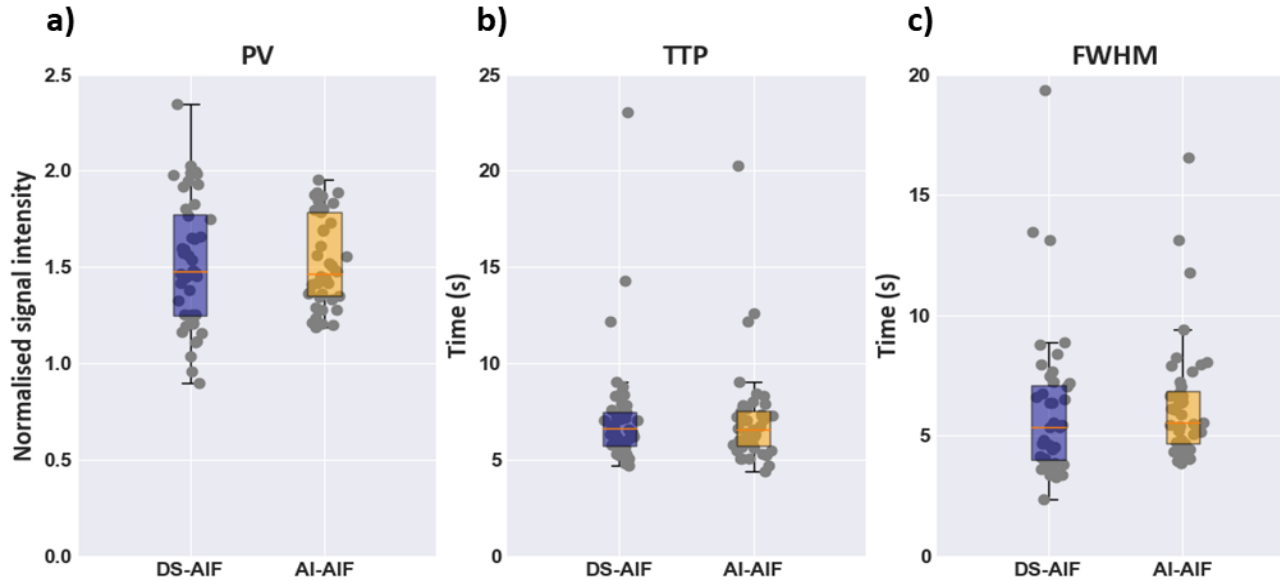 a)
PV
Normalised signal intensity
2.5
2.0
1.5
1.0
0.5
0.0
DS-AIF
AI-AIF
b)
TTP
Time (s)
25
20
15
10
5
0
DS-AIF
AI-AIF
c)
FWHM
Time (s)
20
15
10
5
0
DS-AIF
AI-AIF